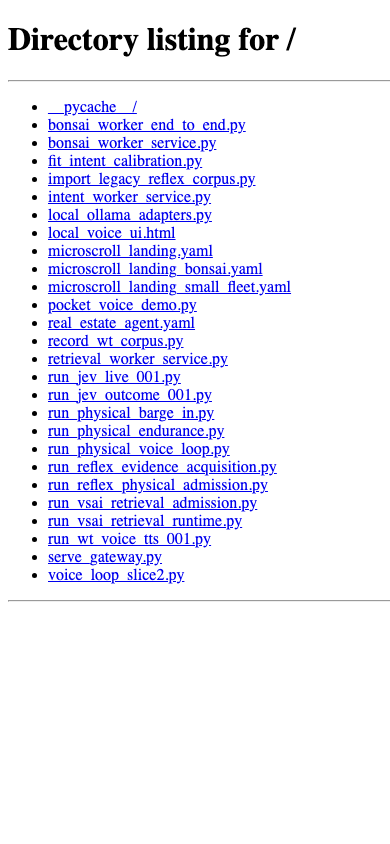 Directory listing for /
__pycache__/
bonsai_worker_end_to_end.py
bonsai_worker_service.py
fit_intent_calibration.py
import_legacy_reflex_corpus.py
intent_worker_service.py
local_ollama_adapters.py
local_voice_ui.html
microscroll_landing.yaml
microscroll_landing_bonsai.yaml
microscroll_landing_small_fleet.yaml
pocket_voice_demo.py
real_estate_agent.yaml
record_wt_corpus.py
retrieval_worker_service.py
run_jev_live_001.py
run_jev_outcome_001.py
run_physical_barge_in.py
run_physical_endurance.py
run_physical_voice_loop.py
run_reflex_evidence_acquisition.py
run_reflex_physical_admission.py
run_vsai_retrieval_admission.py
run_vsai_retrieval_runtime.py
run_wt_voice_tts_001.py
serve_gateway.py
voice_loop_slice2.py